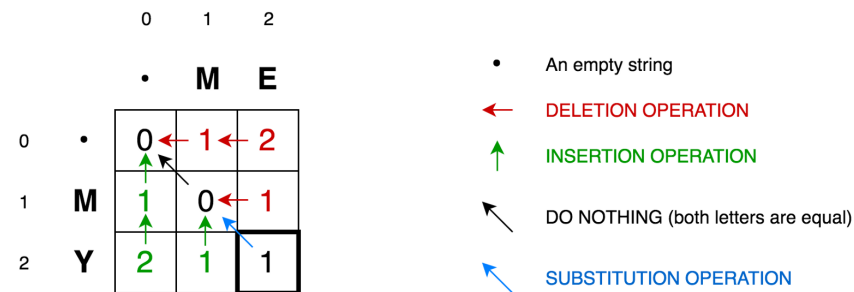 0 1 2
• M E
0 • 0 1 2
1 M 1 0 1
2 Y 2 1 1
• An empty string
DELETION OPERATION
INSERTION OPERATION
DO NOTHING (both letters are equal)
SUBSTITUTION OPERATION